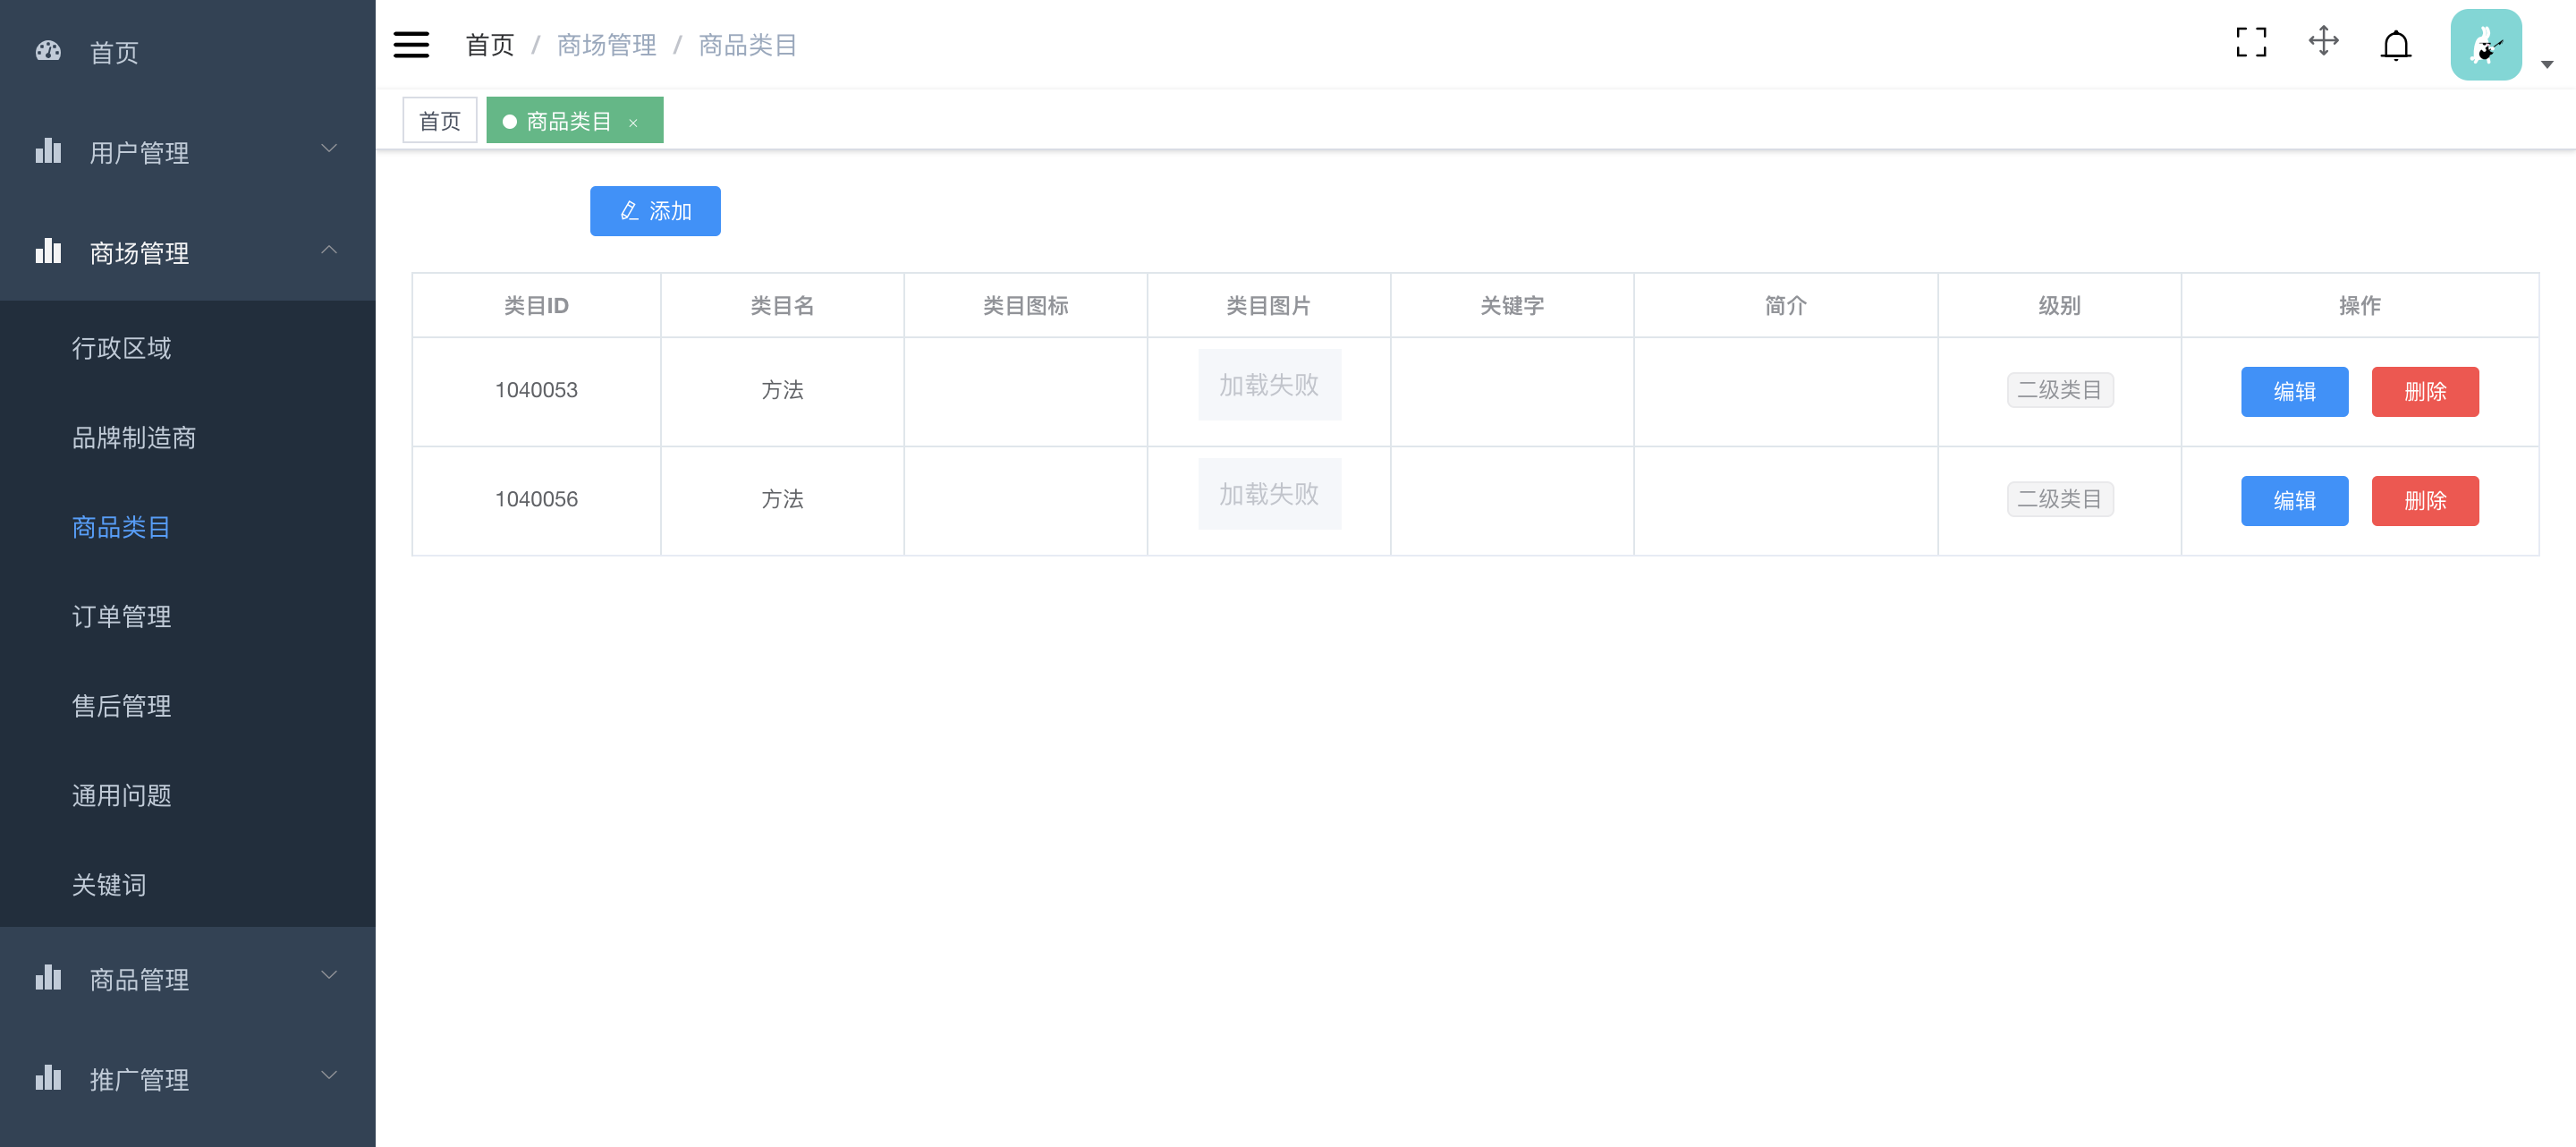 首页
用户管理
商场管理
行政区域
品牌制造商
商品类目
订单管理
售后管理
通用问题
关键词
商品管理
推广管理
首页 / 商场管理 / 商品类目
首页 商品类目 ×
添加
类目ID 类目名 类目图标 类目图片 关键字 简介 级别 操作
1040053 方法 加载失败 二级类目 编辑 删除
1040056 方法 加载失败 二级类目 编辑 删除